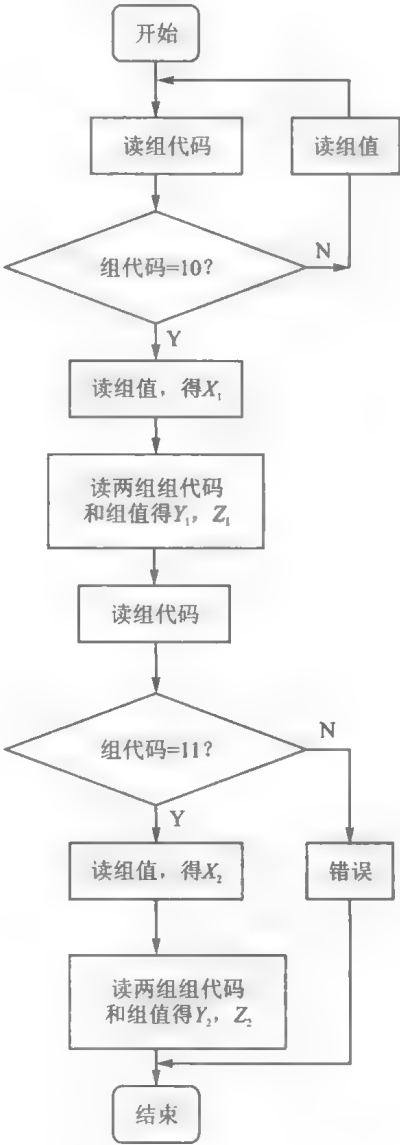 开始
读组代码
读组值
组代码=10?
N
Y
读组值，得X₁
读两组组代码
和组值得Y₁，Z₁
读组代码
组代码=11?
N
Y
读组值，得X₂
错误
读两组组代码
和组值得Y₂，Z₂
结束